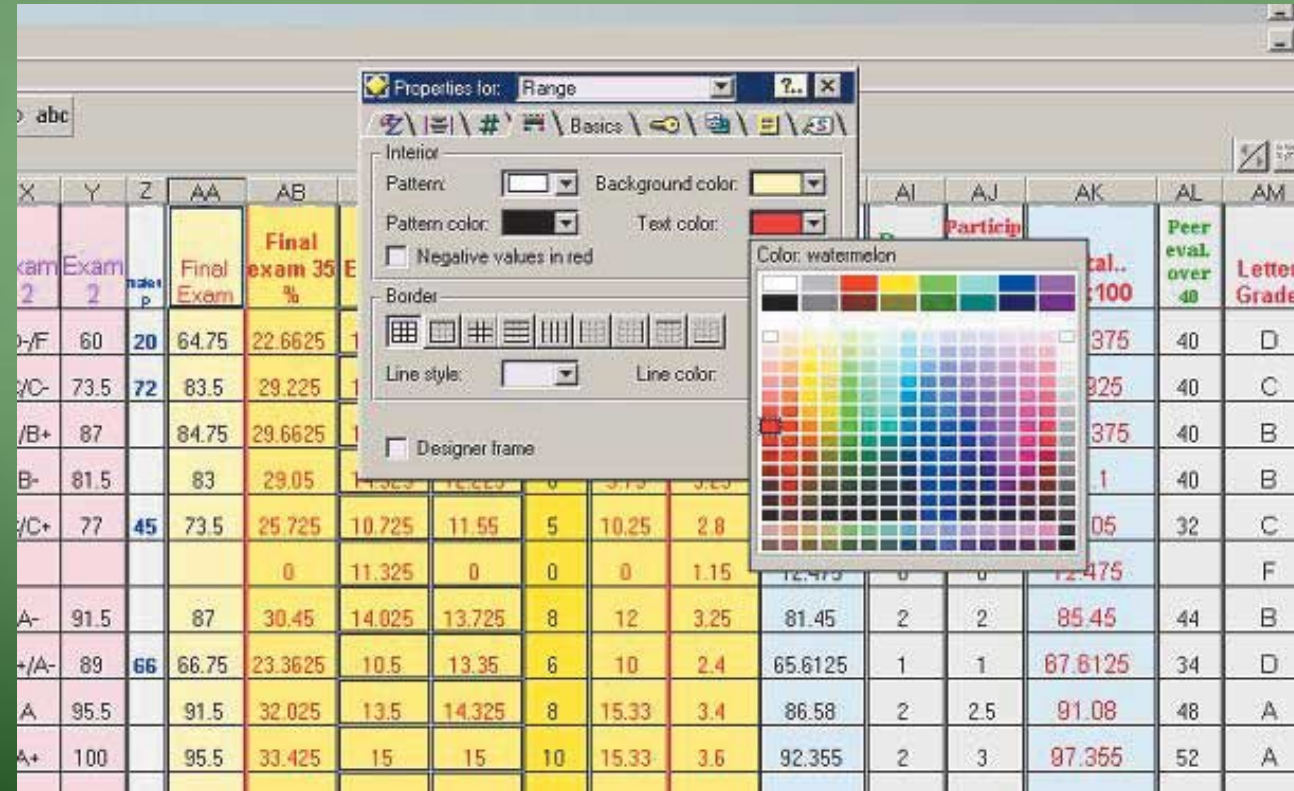 Properties for: Range ?..
abc
Basics
Interior
Pattern: Background color:
Pattern color: Text color:
Negative values in red
Border
Line style: Line color:
Designer frame
Color: watermelon
X Y Z AA AB AI AJ AK AL AM
Final exam 35 %
Exam 2
Final Exam
Particip
:100
Peer eval. over 40
Letter Grade
60 20 64.75 22.6625 375 40 D
73.5 72 83.5 29.225 40 C
/B+ 87 84.75 29.6625 375 40 B
B- 81.5 83 29.05 .1 40 B
/C+ 77 45 73.5 25.725 10.725 11.55 5 10.25 2.8 05 32 C
0 11.325 0 0 0 1.15 12.475 0 0 12.475 F
A- 91.5 87 30.45 14.025 13.725 8 12 3.25 81.45 2 2 85.45 44 B
+/A- 89 66 66.75 23.3625 10.5 13.35 6 10 2.4 65.6125 1 1 67.6125 34 D
A 95.5 91.5 32.025 13.5 14.325 8 15.33 3.4 86.58 2 2.5 91.08 48 A
A+ 100 95.5 33.425 15 15 10 15.33 3.6 92.355 2 3 97.355 52 A